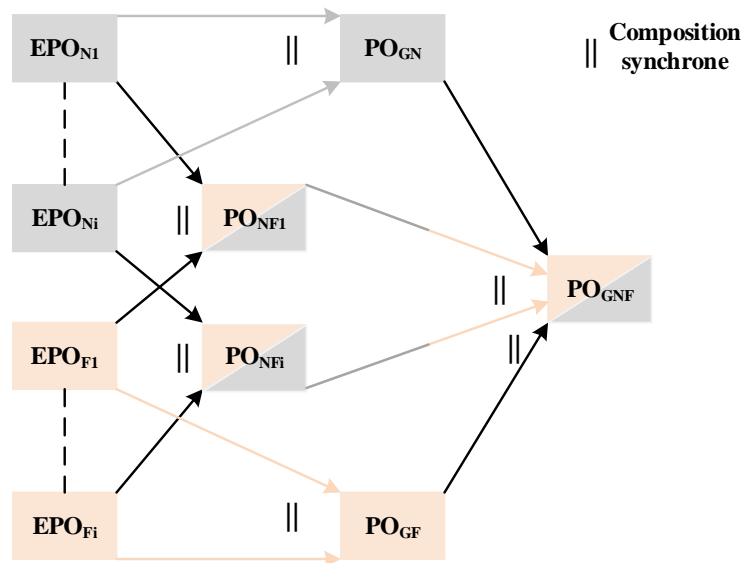 EPO_N1
||
PO_GN
||
Composition
synchrone
EPO_Ni
||
PO_NF1
||
PO_GNF
EPO_F1
||
PO_NFi
||
EPO_Fi
||
PO_GF